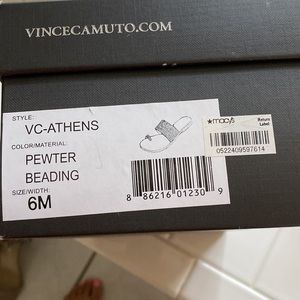 VINCECAMUTO.COM
STYLE:
VC-ATHENS
COLOR/MATERIAL:
PEWTER
BEADING
SIZE/WIDTH:
6M
8 86216 01230 9
★macy's
Return
Label
0522409597614